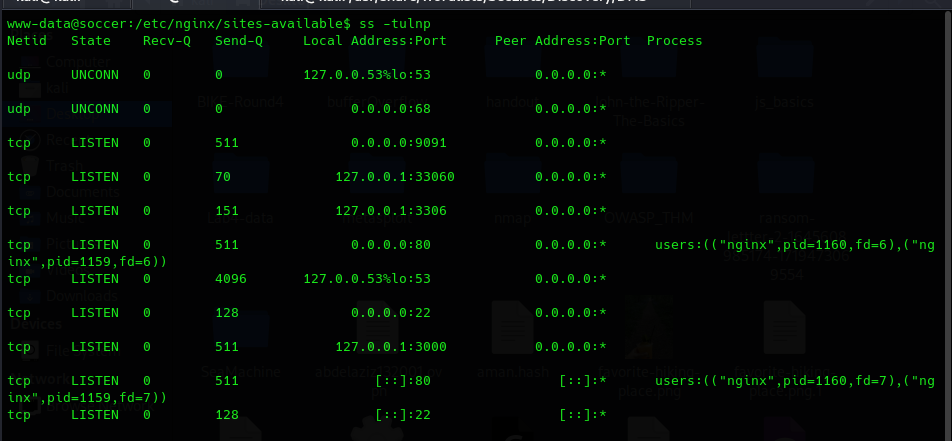 www-data@soccer:/etc/nginx/sites-available$ ss -tulnp
Netid State Recv-Q Send-Q Local Address:Port Peer Address:Port Process
udp UNCONN 0 0 127.0.0.53%lo:53 0.0.0.0:*
udp UNCONN 0 0 0.0.0.0:68 0.0.0.0:*
tcp LISTEN 0 511 0.0.0.0:9091 0.0.0.0:*
tcp LISTEN 0 70 127.0.0.1:33060 0.0.0.0:*
tcp LISTEN 0 151 127.0.0.1:3306 0.0.0.0:*
tcp LISTEN 0 511 0.0.0.0:80 0.0.0.0:* users:(("nginx",pid=1160,fd=6),("ng
inx",pid=1159,fd=6))
tcp LISTEN 0 4096 127.0.0.53%lo:53 0.0.0.0:*
tcp LISTEN 0 128 0.0.0.0:22 0.0.0.0:*
tcp LISTEN 0 511 127.0.0.1:3000 0.0.0.0:*
tcp LISTEN 0 511 [::]:80 [::]:* users:(("nginx",pid=1160,fd=7),("ng
inx",pid=1159,fd=7))
tcp LISTEN 0 128 [::]:22 [::]:*